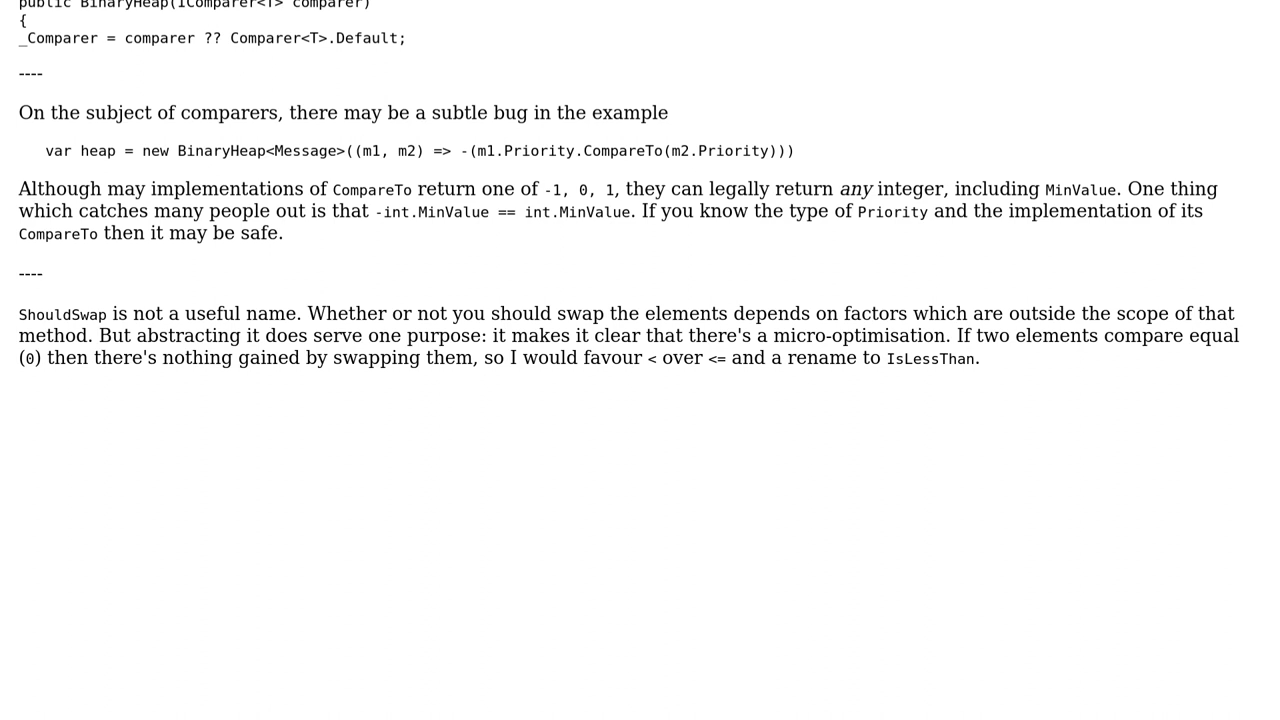 public BinaryHeap(IComparer<T> comparer)
{
_Comparer = comparer ?? Comparer<T>.Default;
----
On the subject of comparers, there may be a subtle bug in the example
var heap = new BinaryHeap<Message>((m1, m2) => -(m1.Priority.CompareTo(m2.Priority)))
Although may implementations of CompareTo return one of -1, 0, 1, they can legally return any integer, including MinValue. One thing
which catches many people out is that -int.MinValue == int.MinValue. If you know the type of Priority and the implementation of its
CompareTo then it may be safe.
----
ShouldSwap is not a useful name. Whether or not you should swap the elements depends on factors which are outside the scope of that
method. But abstracting it does serve one purpose: it makes it clear that there's a micro-optimisation. If two elements compare equal
(0) then there's nothing gained by swapping them, so I would favour < over <= and a rename to IsLessThan.